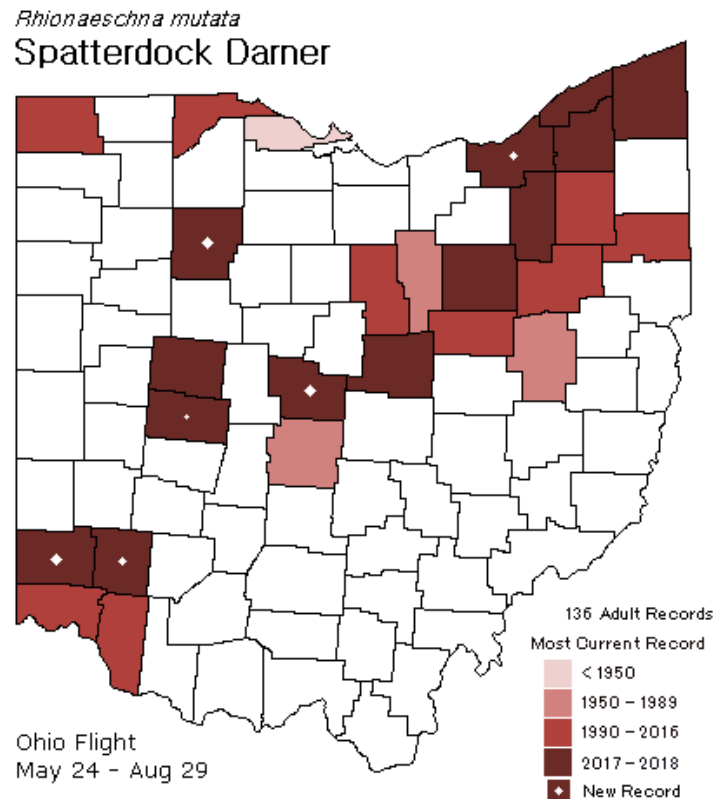 Rhionaeschna mutata
Spatterdock Darner
136 Adult Records
Most Current Record
< 1950
1950 – 1989
1990 – 2016
2017 – 2018
New Record
Ohio Flight
May 24 – Aug 29